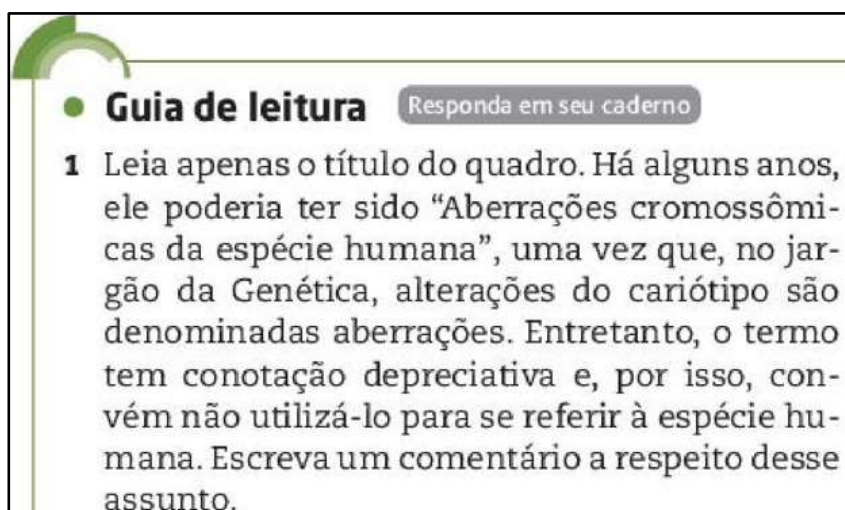 Guia de leitura Responda em seu caderno
1 Leia apenas o título do quadro. Há alguns anos,
ele poderia ter sido “Aberrações cromossômi-
cas da espécie humana”, uma vez que, no jar-
gão da Genética, alterações do cariótipo são
denominadas aberrações. Entretanto, o termo
tem conotação depreciativa e, por isso, con-
vém não utilizá-lo para se referir à espécie hu-
mana. Escreva um comentário a respeito desse
assunto.